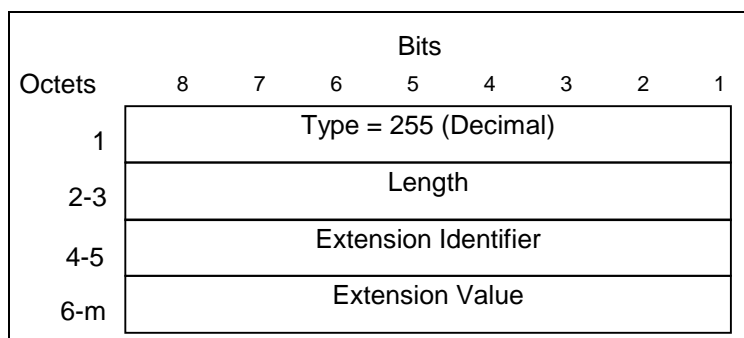 Bits
Octets 8 7 6 5 4 3 2 1
1 Type = 255 (Decimal)
2-3 Length
4-5 Extension Identifier
6-m Extension Value